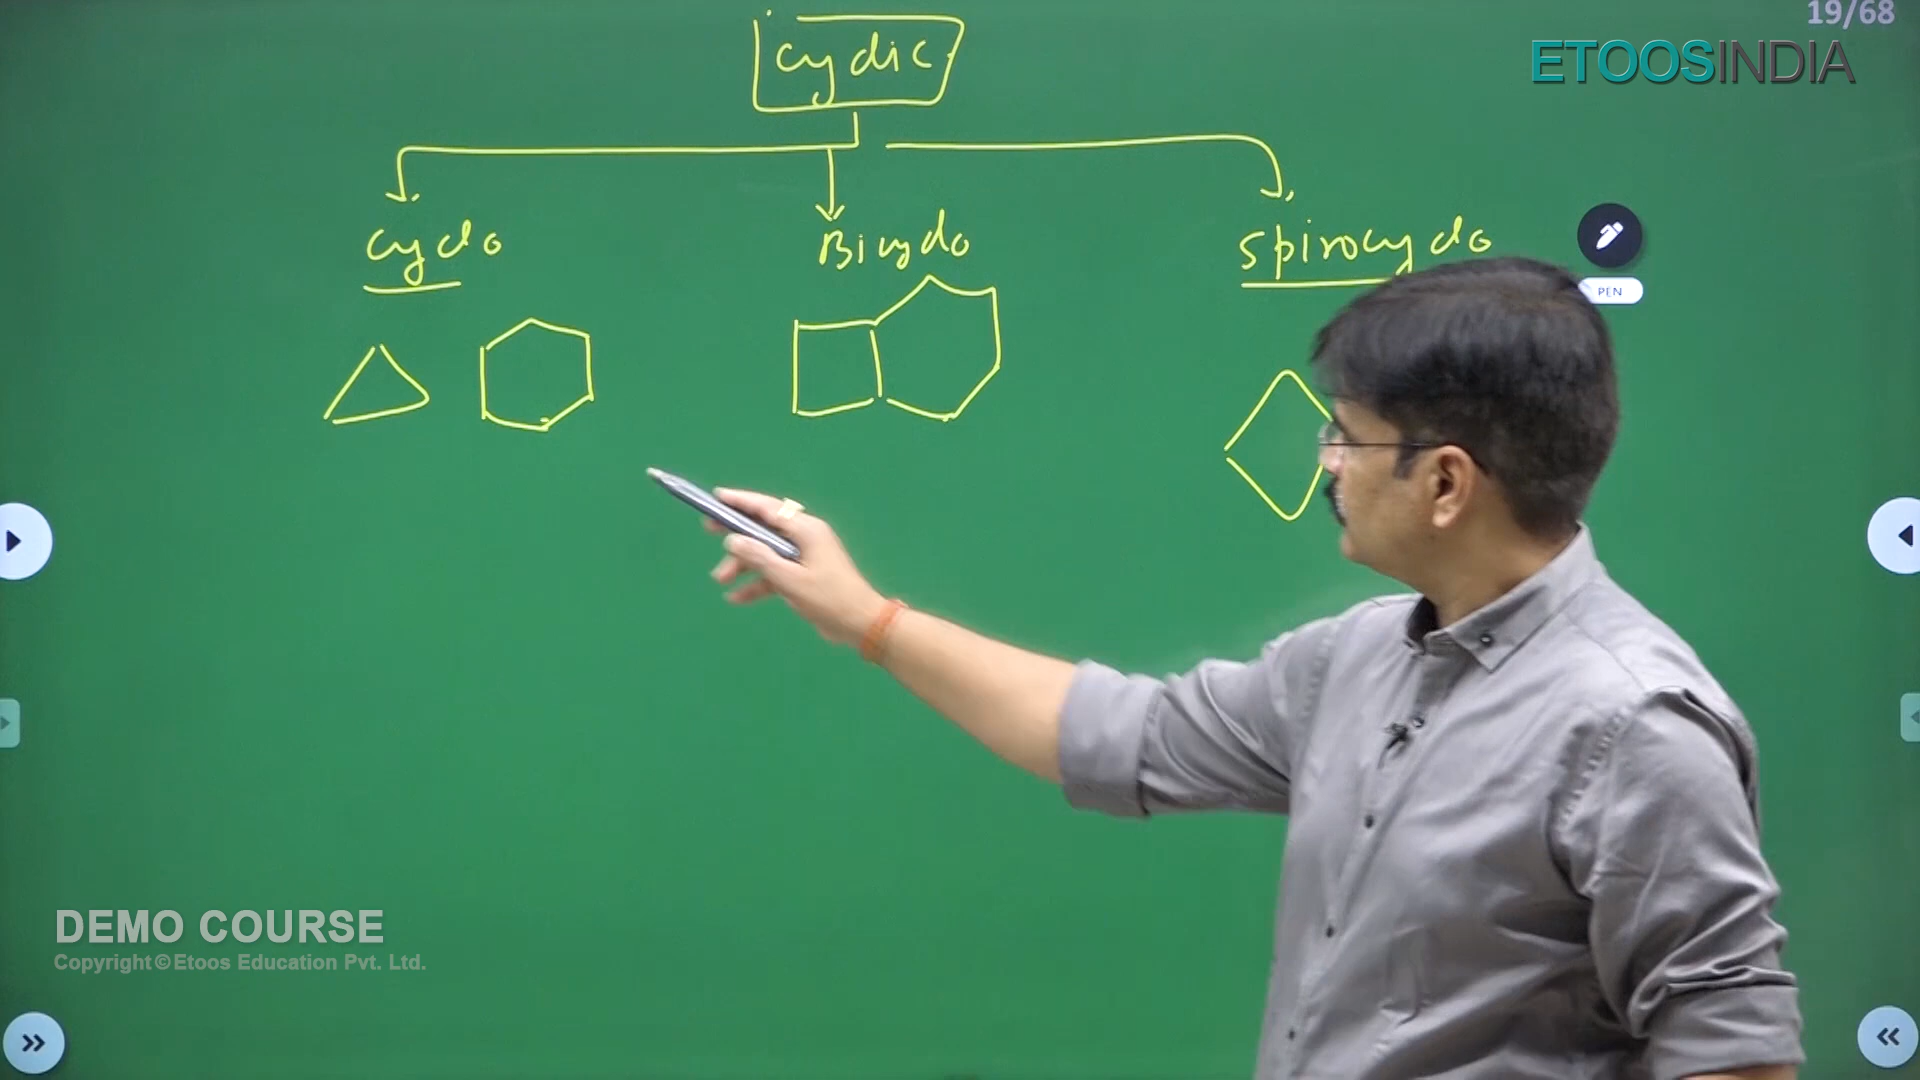 19/68
ETOOSINDIA
cyclic
cyclo
Bicyclo
spirocyclo
PEN
DEMO COURSE
Copyright © Etoos Education Pvt. Ltd.